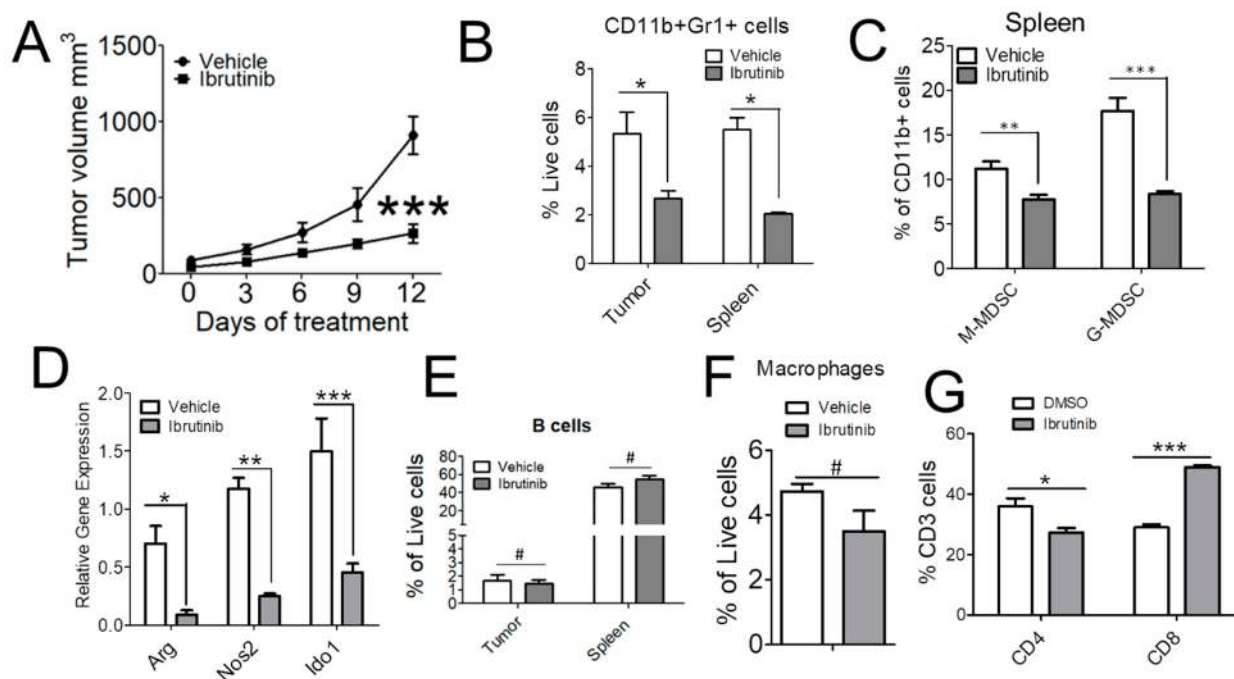 A
Tumor volume mm³
1500
1000
500
0
Vehicle
Ibrutinib
***
0 3 6 9 12
Days of treatment
B
CD11b+Gr1+ cells
Vehicle
Ibrutinib
% Live cells
8
6
4
2
0
* *
Tumor Spleen
C
Spleen
Vehicle
Ibrutinib
% of CD11b+ cells
25
20
15
10
5
0
** ***
M-MDSC G-MDSC
D
Relative Gene Expression
2.0
1.5
1.0
0.5
0.0
Vehicle
Ibrutinib
* ** ***
Arg Nos2 Ido1
E
B cells
Vehicle
Ibrutinib
% of Live cells
80
60
40
20
5
4
3
2
1
0
# #
Tumor Spleen
F
Macrophages
Vehicle
Ibrutinib
% of Live cells
6
4
2
0
#
G
DMSO
Ibrutinib
% CD3 cells
60
40
20
0
* ***
CD4 CD8